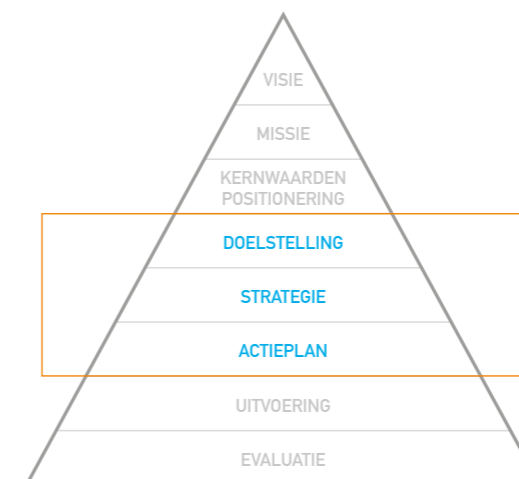 VISIE
MISSIE
KERNWAARDEN
POSITIONERING
DOELSTELLING
STRATEGIE
ACTIEPLAN
UITVOERING
EVALUATIE